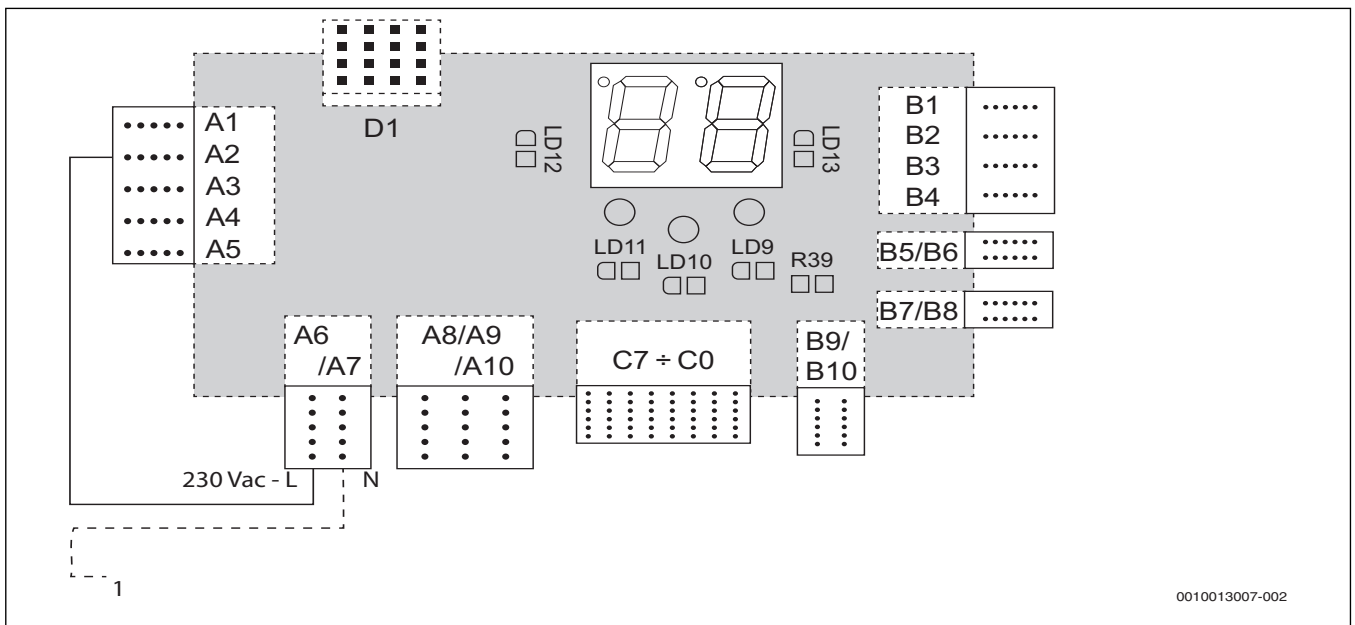 D1
A1
A2
A3
A4
A5
LD12
LD13
B1
B2
B3
B4
LD11
LD10
LD9
R39
B5/B6
B7/B8
A6
/A7
A8/A9
/A10
C7 ÷ C0
B9/
B10
230 Vac - L
N
1
0010013007-002